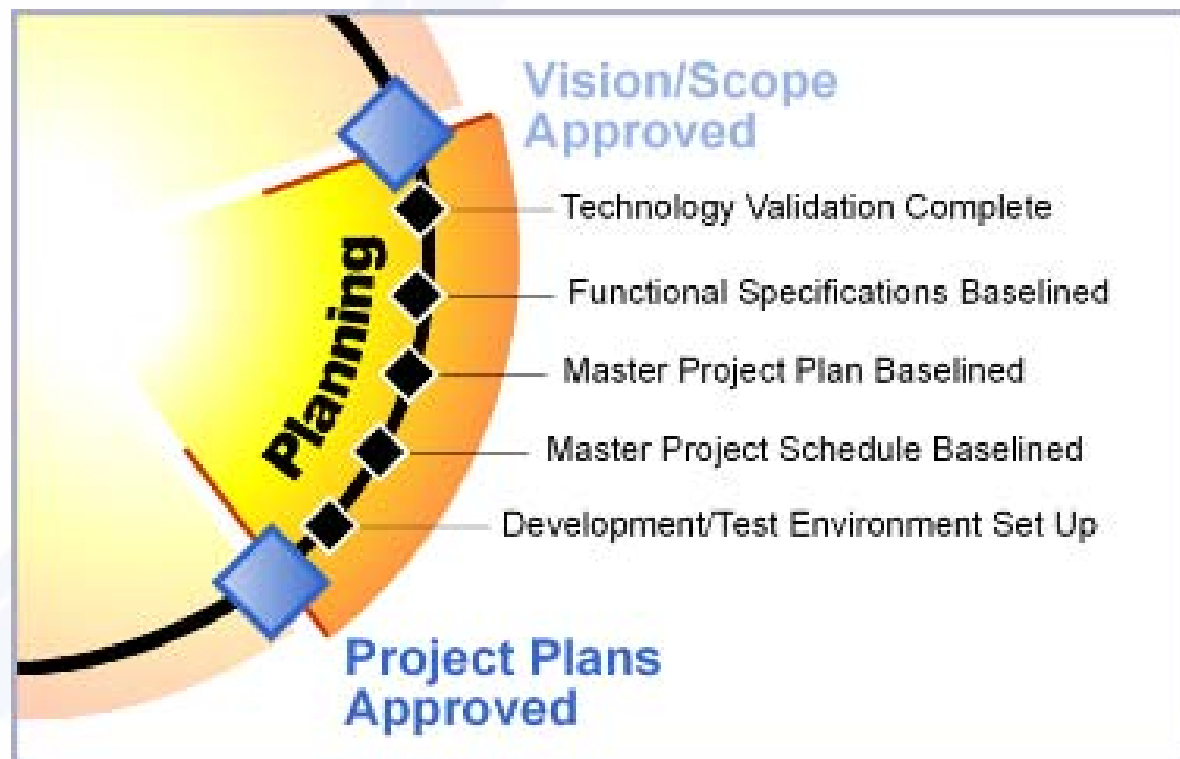 Vision/Scope
Approved
Technology Validation Complete
Functional Specifications Baselined
Planning
Master Project Plan Baselined
Master Project Schedule Baselined
Development/Test Environment Set Up
Project Plans
Approved